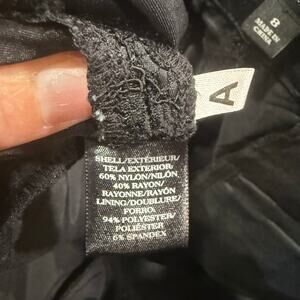 8
MADE IN
CHINA
A
SHELL/EXTÉRIEUR/
TELA EXTERIOR:
60% NYLON/NILÓN,
40% RAYON/
RAYONNE/RAYÓN
LINING/DOUBLURE/
FORRO:
94% POLYESTER/
POLIÉSTER
6% SPANDEX